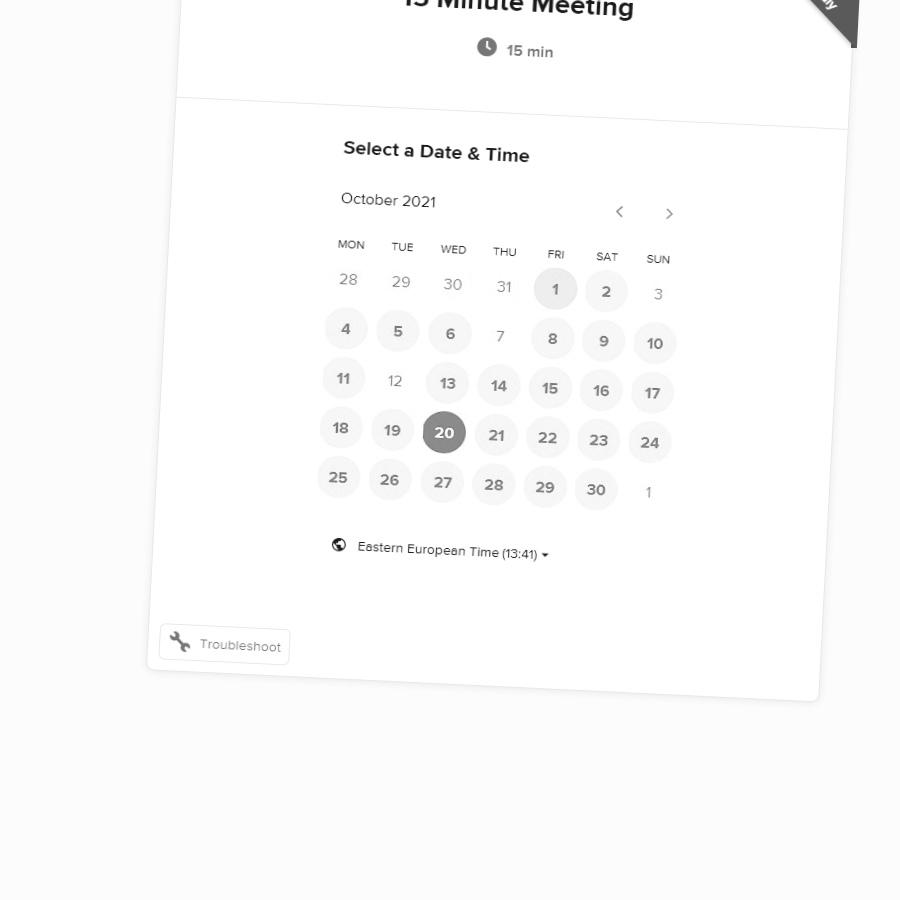 15 Minute Meeting
15 min
Select a Date & Time
October 2021
MON TUE WED THU FRI SAT SUN
28 29 30 31 1 2 3
4 5 6 7 8 9 10
11 12 13 14 15 16 17
18 19 20 21 22 23 24
25 26 27 28 29 30 1
Eastern European Time (13:41)
Troubleshoot